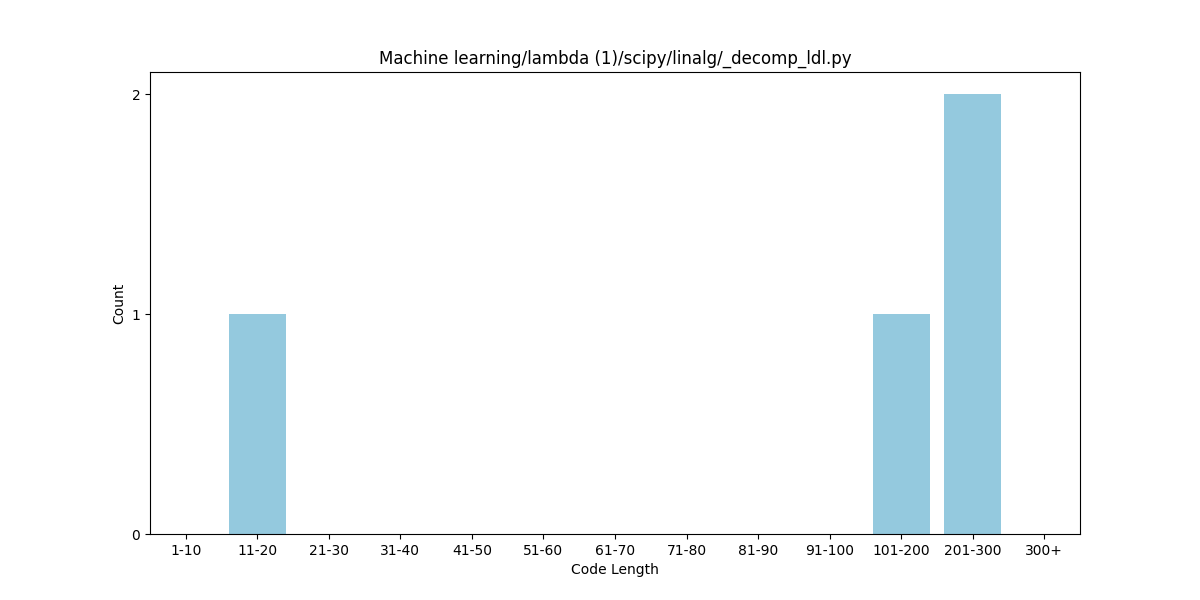 Machine learning/lambda (1)/scipy/linalg/_decomp_ldl.py
2
1
0
Count
1-10 11-20 21-30 31-40 41-50 51-60 61-70 71-80 81-90 91-100 101-200 201-300 300+
Code Length